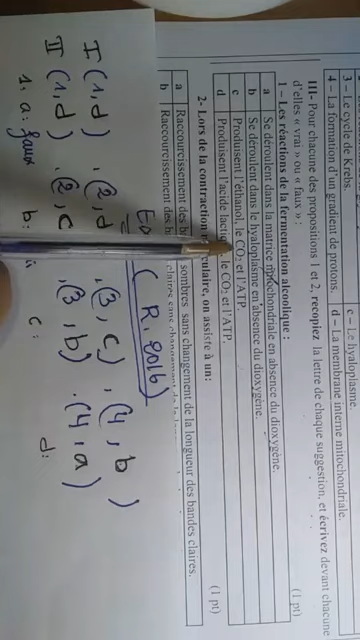 3 – Le cycle de Krebs. c – Le hyaloplasme.
4 – La formation d'un gradient de protons. d – La membrane interne mitochondriale.
III- Pour chacune des propositions 1 et 2, recopiez la lettre de chaque suggestion, et écrivez devant chacune
d'elles « vrai » ou « faux » : (1 pt)
1 – Les réactions de la fermentation alcoolique :
a Se déroulent dans la matrice mitochondriale en absence du dioxygène.
b Se déroulent dans le hyaloplasme en absence du dioxygène.
c Produisent l'éthanol, le CO₂ et l'ATP.
d Produisent l'acide le CO₂ et l'ATP.
2- Lors de la contraction culaire, on assiste à un: (1 pt)
a Raccourcissement des b sombres sans changement de la longueur des bandes claires.
b Raccourcissement des b
(R. 2016)
I (1, d) . (2, d , (3, c) , (4, b)
II (1, d) . (2, c , (3, b) . (4, a)
1. a: faux b: c: d: